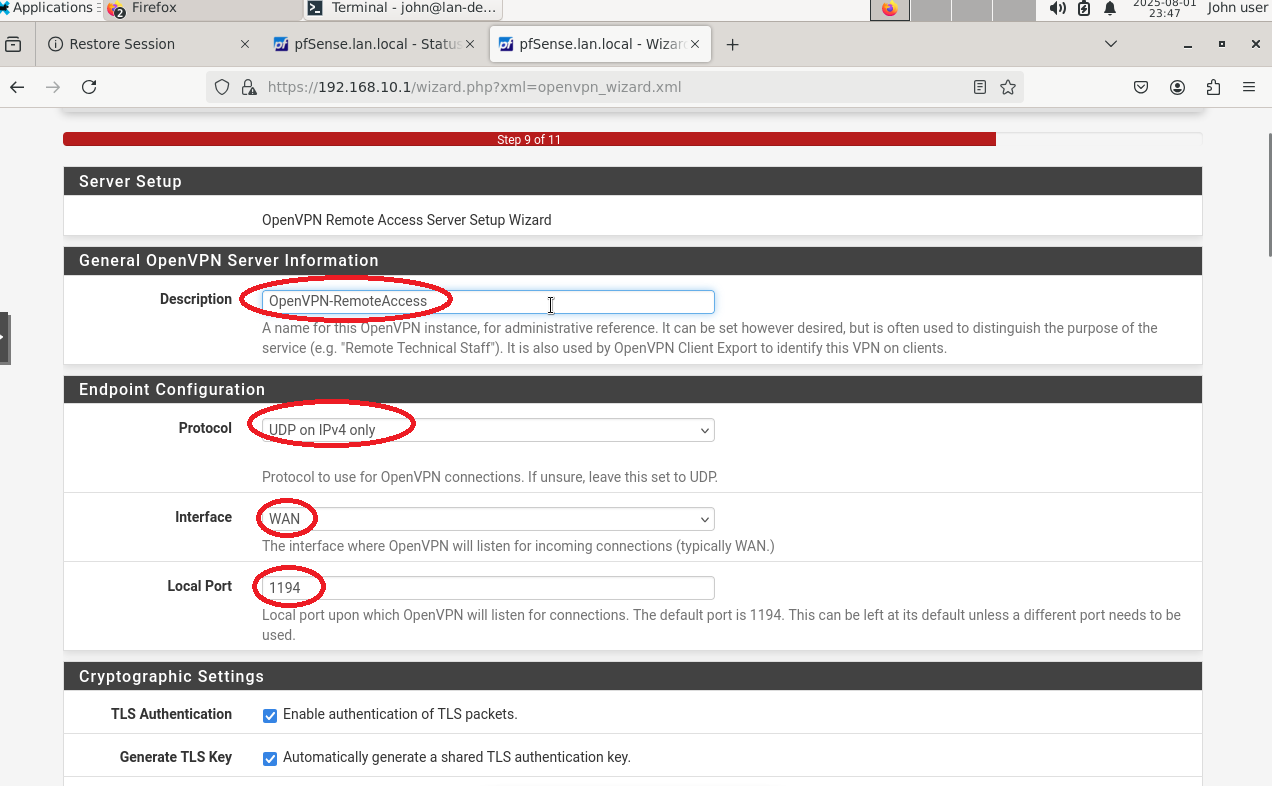 Applications
2 Firefox
Terminal - john@lan-de...
2025-08-01
23:47
John user
Restore Session
pfSense.lan.local - Status
pfSense.lan.local - Wizar
https://192.168.10.1/wizard.php?xml=openvpn_wizard.xml
Step 9 of 11
Server Setup
OpenVPN Remote Access Server Setup Wizard
General OpenVPN Server Information
Description
OpenVPN-RemoteAccess
A name for this OpenVPN instance, for administrative reference. It can be set however desired, but is often used to distinguish the purpose of the
service (e.g. "Remote Technical Staff"). It is also used by OpenVPN Client Export to identify this VPN on clients.
Endpoint Configuration
Protocol
UDP on IPv4 only
Protocol to use for OpenVPN connections. If unsure, leave this set to UDP.
Interface
WAN
The interface where OpenVPN will listen for incoming connections (typically WAN.)
Local Port
1194
Local port upon which OpenVPN will listen for connections. The default port is 1194. This can be left at its default unless a different port needs to be
used.
Cryptographic Settings
TLS Authentication
Enable authentication of TLS packets.
Generate TLS Key
Automatically generate a shared TLS authentication key.